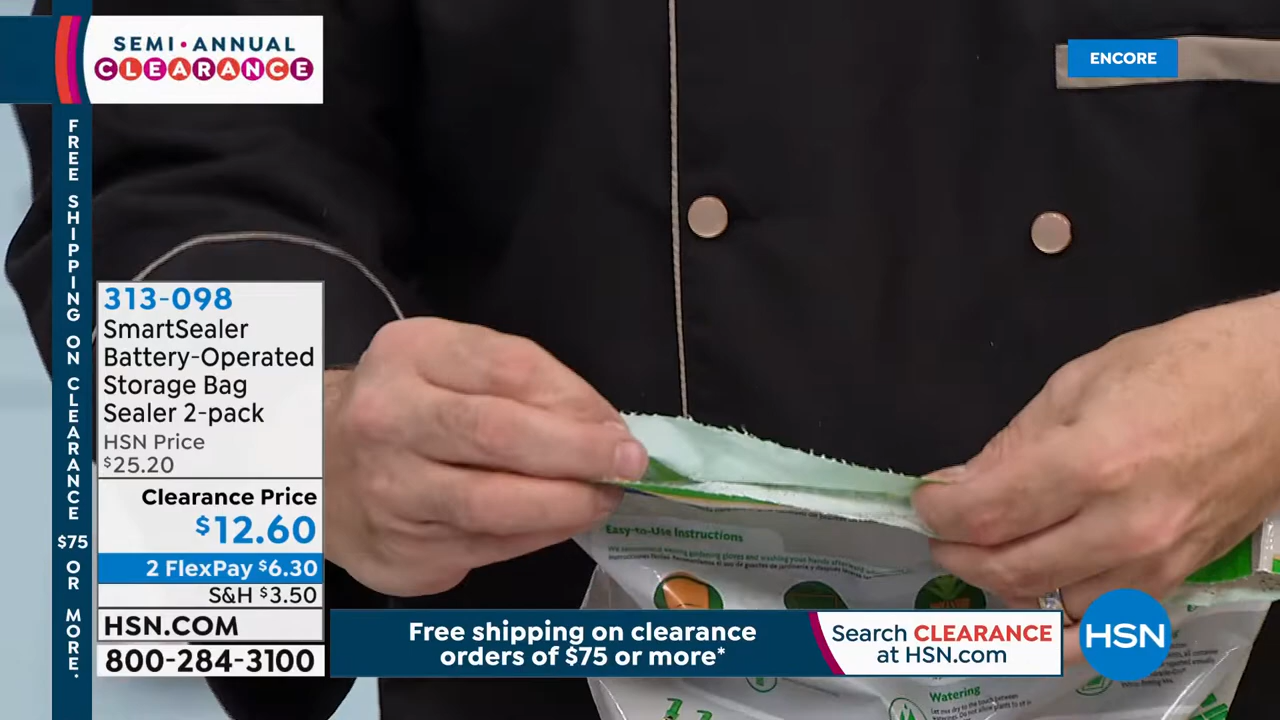 SEMI•ANNUAL
CLEARANCE
ENCORE
FREE SHIPPING ON CLEARANCE $75 OR MORE.
313-098
SmartSealer
Battery-Operated
Storage Bag
Sealer 2-pack
HSN Price
$25.20
Clearance Price
$12.60
2 FlexPay $6.30
S&H $3.50
HSN.COM
800-284-3100
Easy-to-Use Instructions
Watering
Free shipping on clearance
orders of $75 or more*
Search CLEARANCE
at HSN.com
HSN